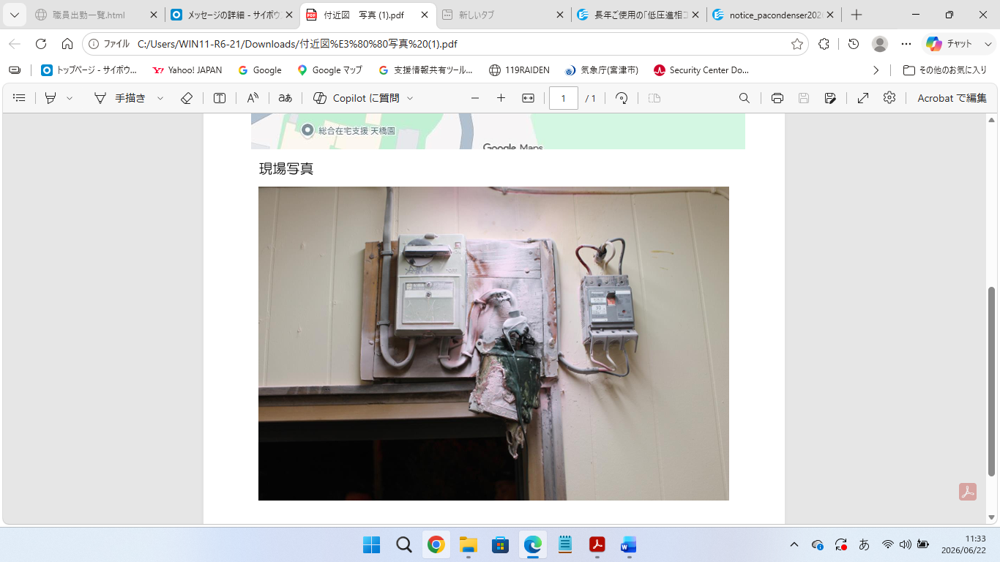 職員出勤一覧.html
メッセージの詳細 - サイボウ
付近図　写真 (1).pdf
新しいタブ
長年ご使用の「低圧進相コ
notice_pacondenser202
ファイル
C:/Users/WIN11-R6-21/Downloads/付近図%E3%80%80写真%20(1).pdf
チャット
トップページ - サイボウ...
Yahoo! JAPAN
Google
Google マップ
支援情報共有ツール...
119RAIDEN
気象庁(宮津市)
Security Center Do...
その他のお気に入り
手描き
aあ
Copilot に質問
1
/ 1
Acrobat で編集
総合在宅支援 天橋園
Google Maps
現場写真
あ
11:33
2026/06/22